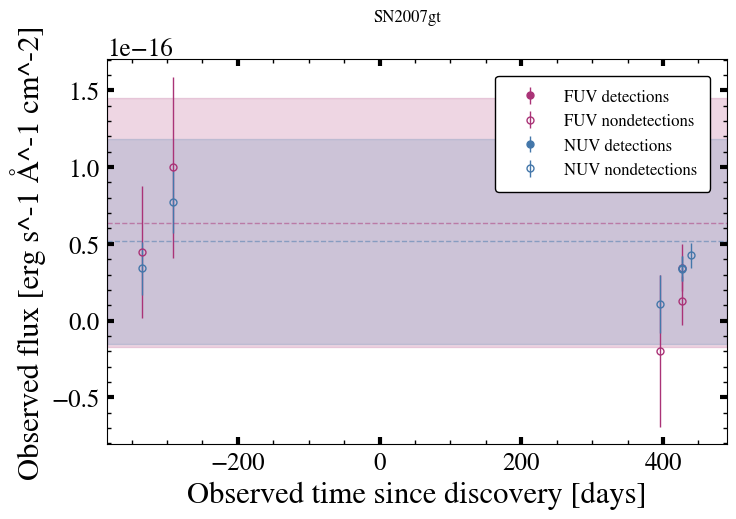 SN2007gt
1e−16
Observed flux [erg s^-1 Å^-1 cm^-2]
1.5
1.0
0.5
0.0
−0.5
FUV detections
FUV nondetections
NUV detections
NUV nondetections
−200 0 200 400
Observed time since discovery [days]